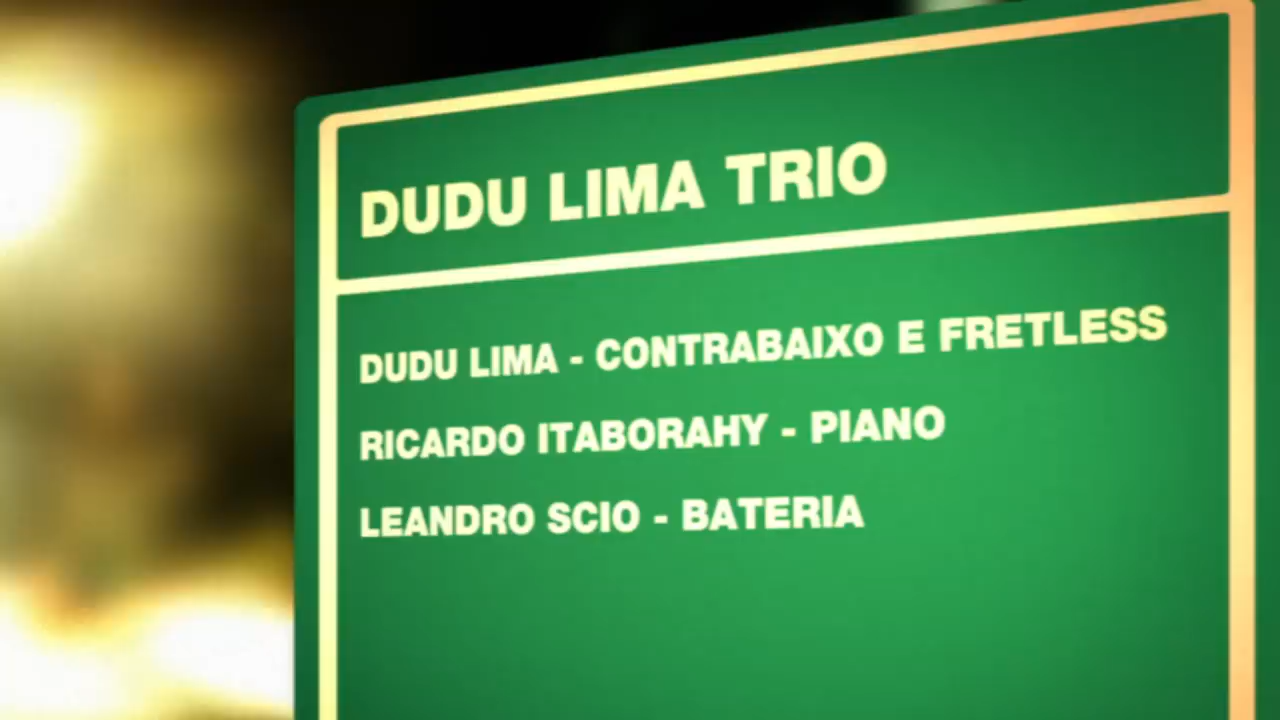 DUDU LIMA TRIO
DUDU LIMA - CONTRABAIXO E FRETLESS
RICARDO ITABORAHY - PIANO
LEANDRO SCIO - BATERIA